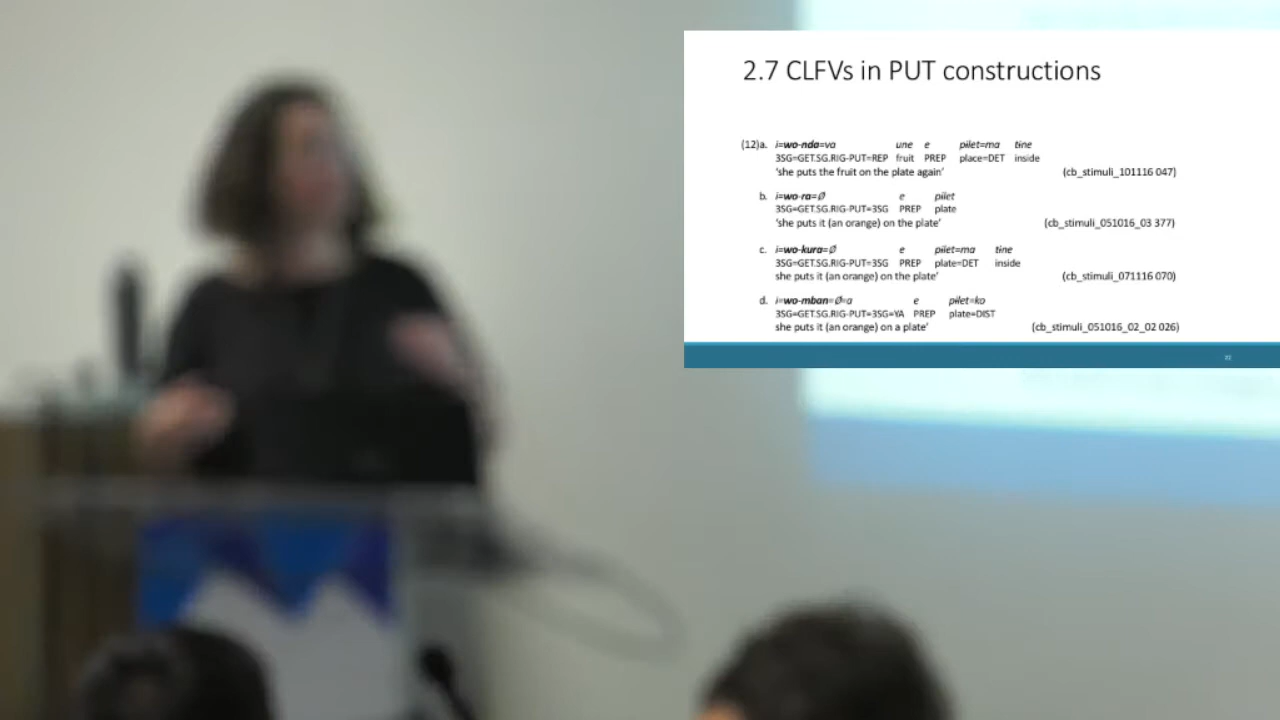 2.7 CLFVs in PUT constructions
(12)a. i=wo-nda=va une e pilet=ma tine
3SG=GET.SG.RIG-PUT=REP fruit PREP place=DET inside
'she puts the fruit on the plate again' (cb_stimuli_101116 047)
b. i=wo-ra=Ø e pilet
3SG=GET.SG.RIG-PUT=3SG PREP plate
'she puts it (an orange) on the plate' (cb_stimuli_051016_03 377)
c. i=wo-kura=Ø e pilet=ma tine
3SG=GET.SG.RIG-PUT=3SG PREP plate=DET inside
she puts it (an orange) on the plate' (cb_stimuli_071116 070)
d. i=wo-mban=Ø=a e pilet=ko
3SG=GET.SG.RIG-PUT=3SG=YA PREP plate=DIST
she puts it (an orange) on a plate' (cb_stimuli_051016_02_02 026)